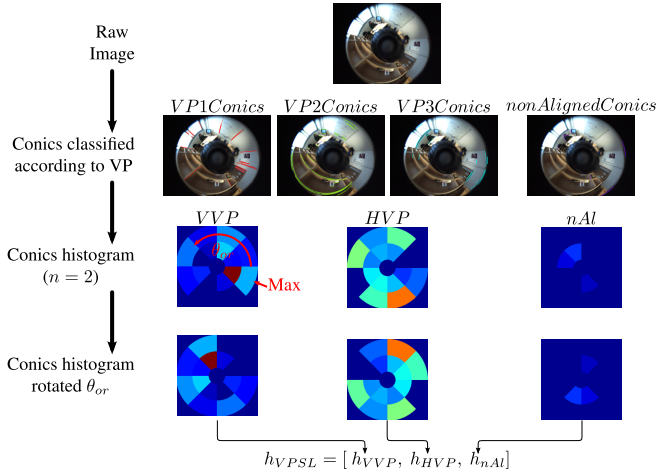 Raw
Image
VP1Conics VP2Conics VP3Conics nonAlignedConics
Conics classified
according to VP
VVP HVP nAl
θor
Conics histogram
(n = 2)
Max
Conics histogram
rotated θor
hVPSL = [ hVVP, hHVP, hnAl]